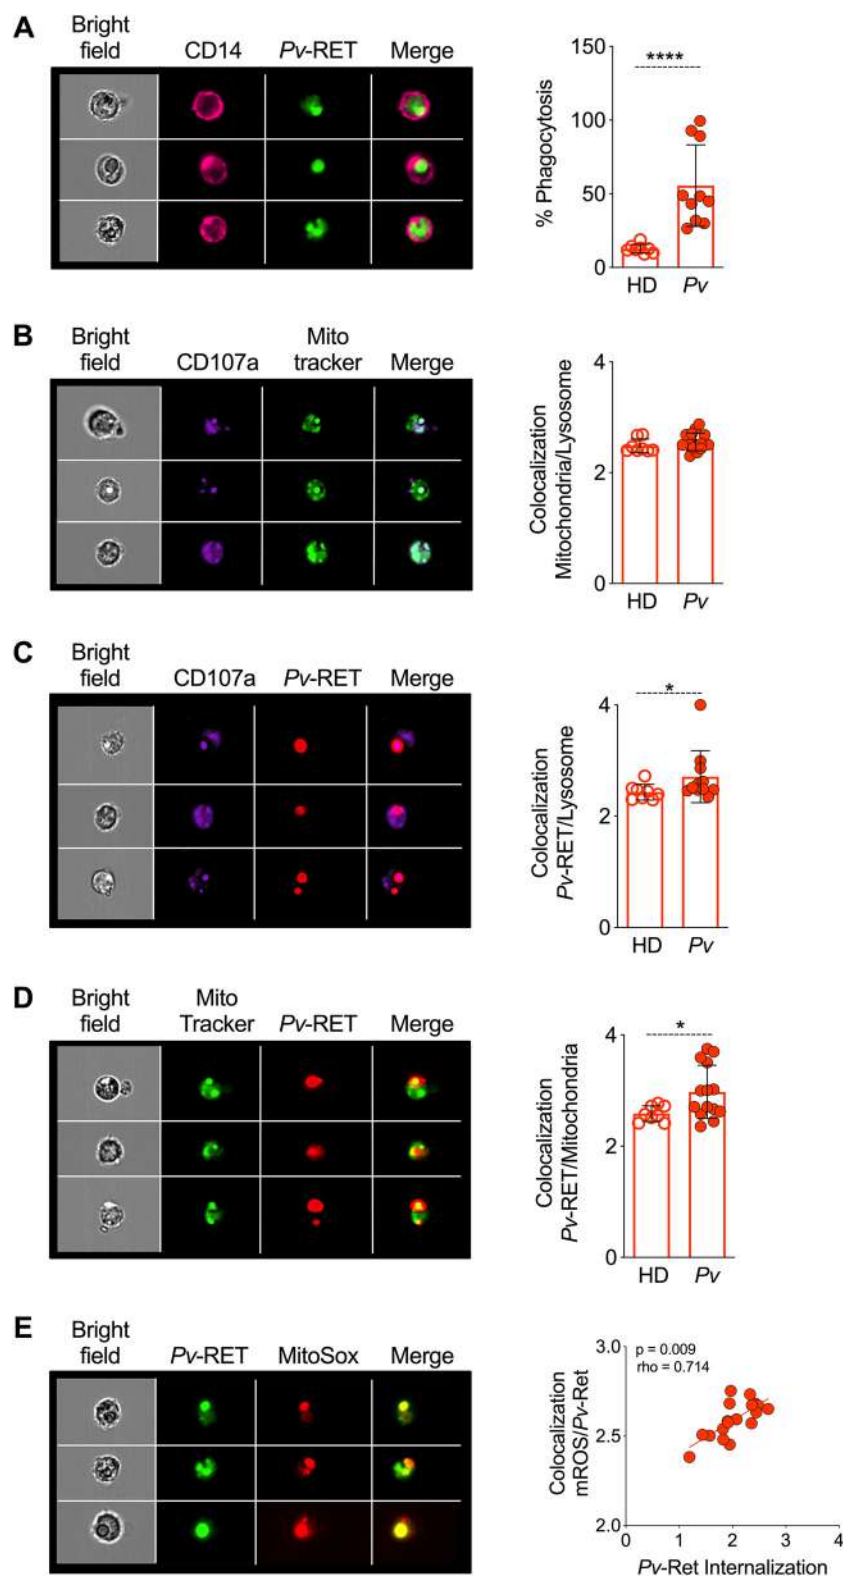 A
Bright
field
CD14
Pv-RET
Merge
% Phagocytosis
150
100
50
0
****
HD
Pv
B
Bright
field
CD107a
Mito
tracker
Merge
Colocalization
Mitochondria/Lysosome
4
2
0
HD
Pv
C
Bright
field
CD107a
Pv-RET
Merge
Colocalization
Pv-RET/Lysosome
4
2
0
*
HD
Pv
D
Bright
field
Mito
Tracker
Pv-RET
Merge
Colocalization
Pv-RET/Mitochondria
4
2
0
*
HD
Pv
E
Bright
field
Pv-RET
MitoSox
Merge
Colocalization
mROS/Pv-Ret
3.0
2.5
2.0
p = 0.009
rho = 0.714
0 1 2 3 4
Pv-Ret Internalization